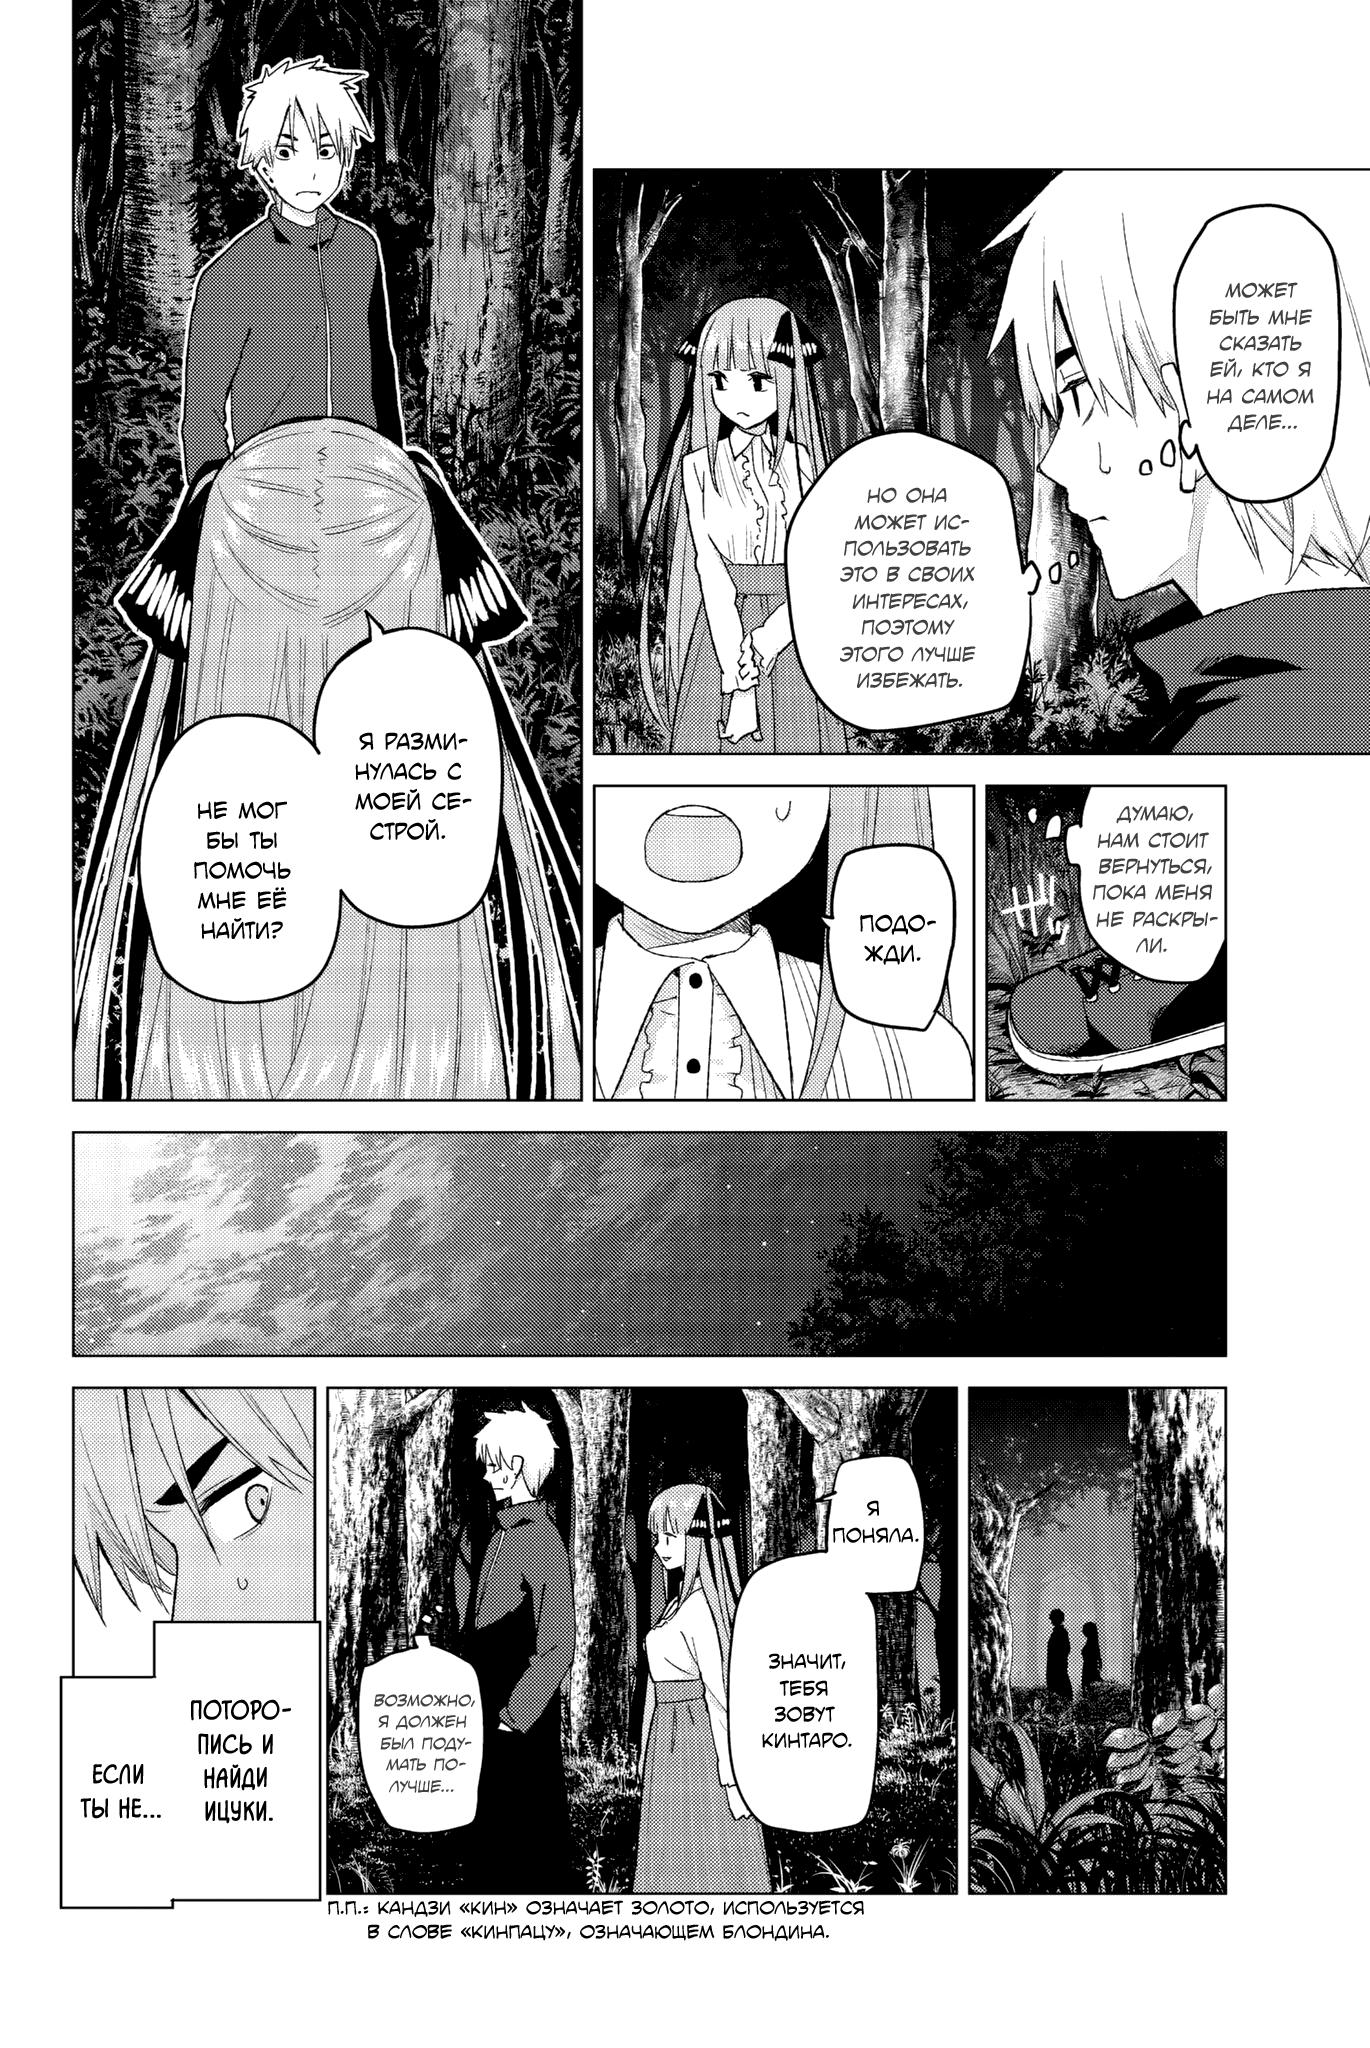 МОЖЕТ
БЫТЬ МНЕ
СКАЗАТЬ
ЕЙ, КТО Я
НА САМОМ
ДЕЛЕ...
НО ОНА
МОЖЕТ ИС-
ПОЛЬЗОВАТЬ
ЭТО В СВОИХ
ИНТЕРЕСАХ,
ПОЭТОМУ
ЭТОГО ЛУЧШЕ
ИЗБЕЖАТЬ.
ДУМАЮ,
НАМ СТОИТ
ВЕРНУТЬСЯ,
ПОКА МЕНЯ
НЕ РАСКРЫ-
ЛИ.
ПОДО-
ЖДИ.
Я РАЗМИ-
НУЛАСЬ С
МОЕЙ СЕ-
СТРОЙ.
НЕ МОГ
БЫ ТЫ
ПОМОЧЬ
МНЕ ЕЁ
НАЙТИ?
Я
ПОНЯЛА.
ЗНАЧИТ,
ТЕБЯ
ЗОВУТ
КИНТАРО.
ВОЗМОЖНО,
Я ДОЛЖЕН
БЫЛ ПОДУ-
МАТЬ ПО-
ЛУЧШЕ...
ПОТОРО-
ПИСЬ И
НАЙДИ
ИЦУКИ.
ЕСЛИ
ТЫ НЕ...
П.П.: КАНДЗИ «КИН» ОЗНАЧАЕТ ЗОЛОТО, ИСПОЛЬЗУЕТСЯ
В СЛОВЕ «КИНПАЦУ», ОЗНАЧАЮЩЕМ БЛОНДИНА.